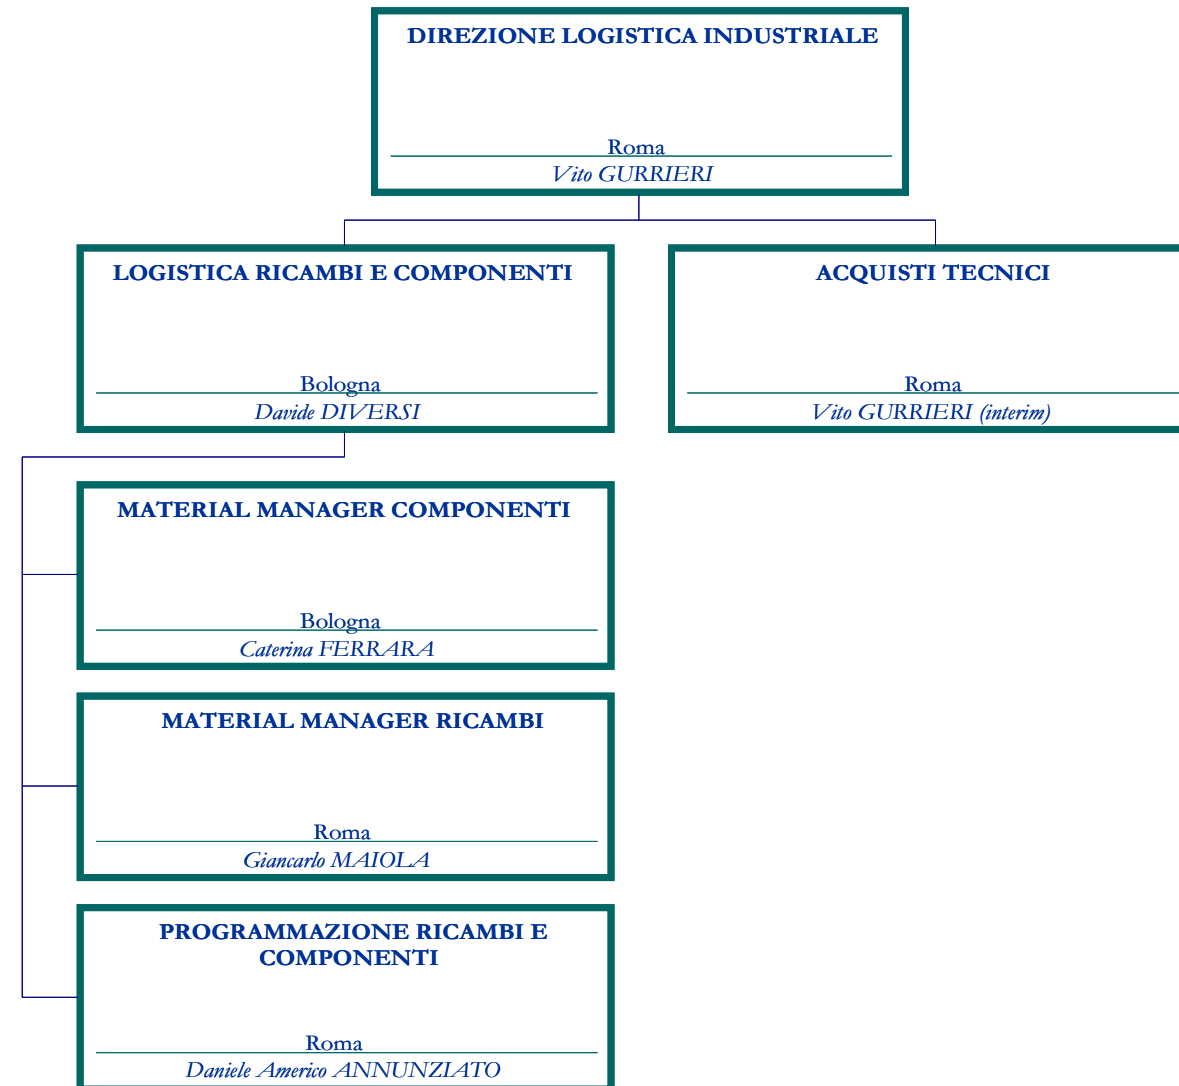 DIREZIONE LOGISTICA INDUSTRIALE
Roma
Vito GURRIERI
LOGISTICA RICAMBI E COMPONENTI
Bologna
Davide DIVERSI
ACQUISTI TECNICI
Roma
Vito GURRIERI (interim)
MATERIAL MANAGER COMPONENTI
Bologna
Caterina FERRARA
MATERIAL MANAGER RICAMBI
Roma
Giancarlo MAIOLA
PROGRAMMAZIONE RICAMBI E
COMPONENTI
Roma
Daniele Americo ANNUNZIATO